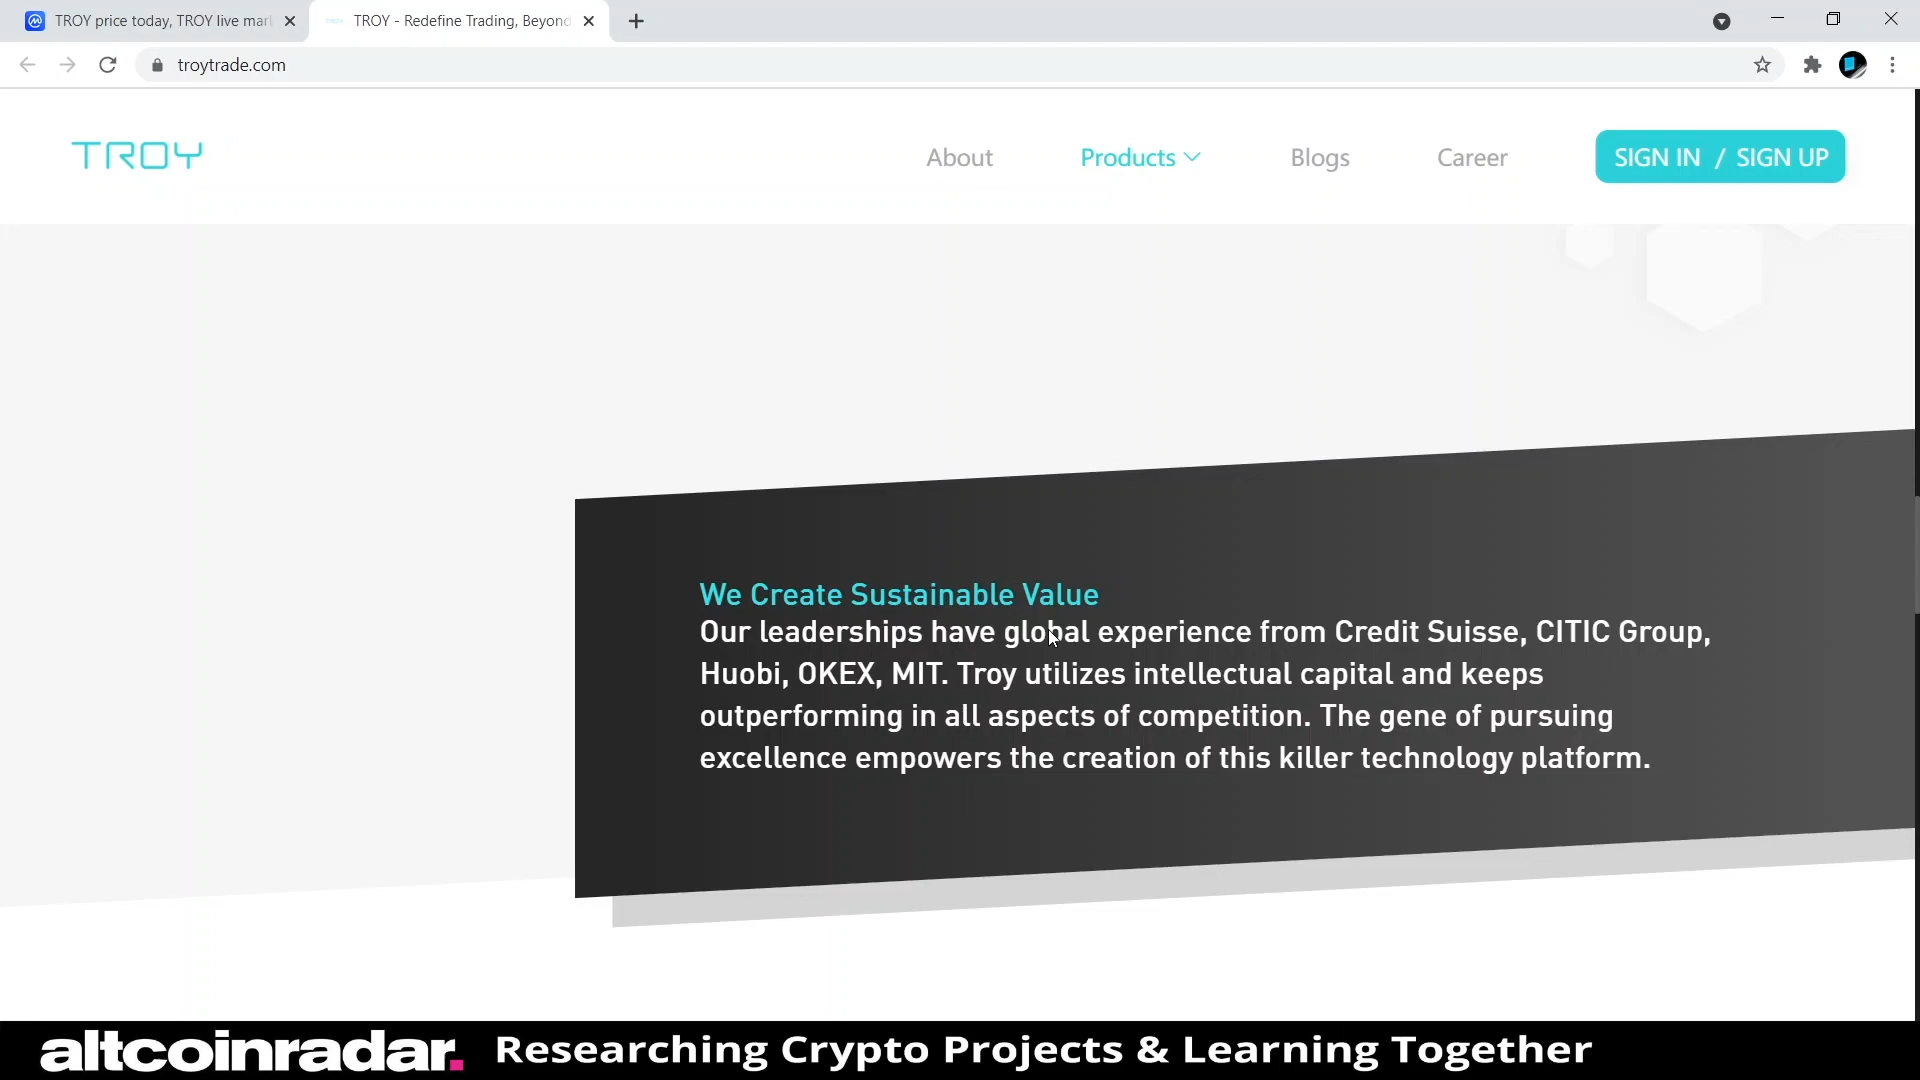 TROY price today, TROY live mar
TROY - Redefine Trading, Beyond
troytrade.com
TROY
About
Products
Blogs
Career
SIGN IN / SIGN UP
We Create Sustainable Value
Our leaderships have global experience from Credit Suisse, CITIC Group,
Huobi, OKEX, MIT. Troy utilizes intellectual capital and keeps
outperforming in all aspects of competition. The gene of pursuing
excellence empowers the creation of this killer technology platform.
altcoinradar. Researching Crypto Projects & Learning Together